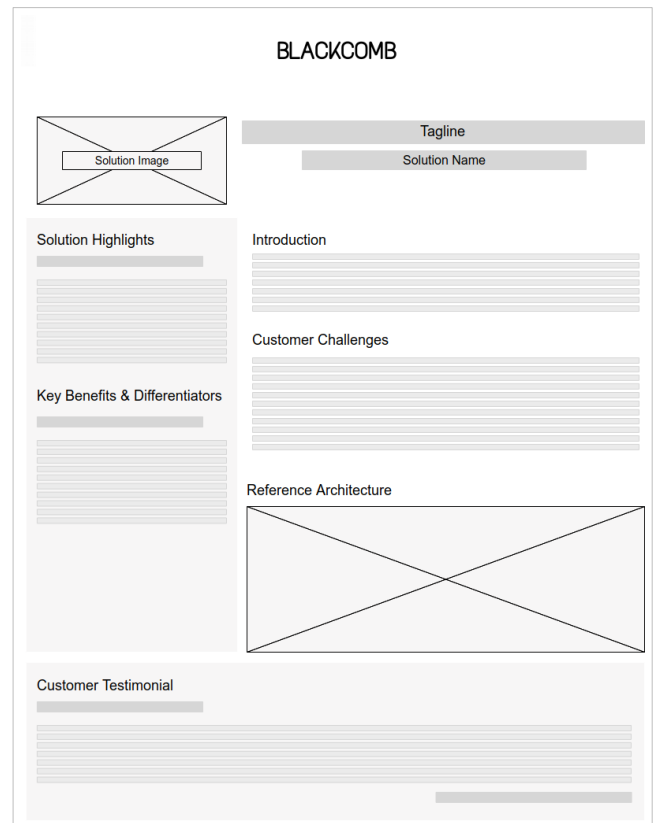 BLACKCOMB
Tagline
Solution Image
Solution Name
Solution Highlights
Introduction
Customer Challenges
Key Benefits & Differentiators
Reference Architecture
Customer Testimonial